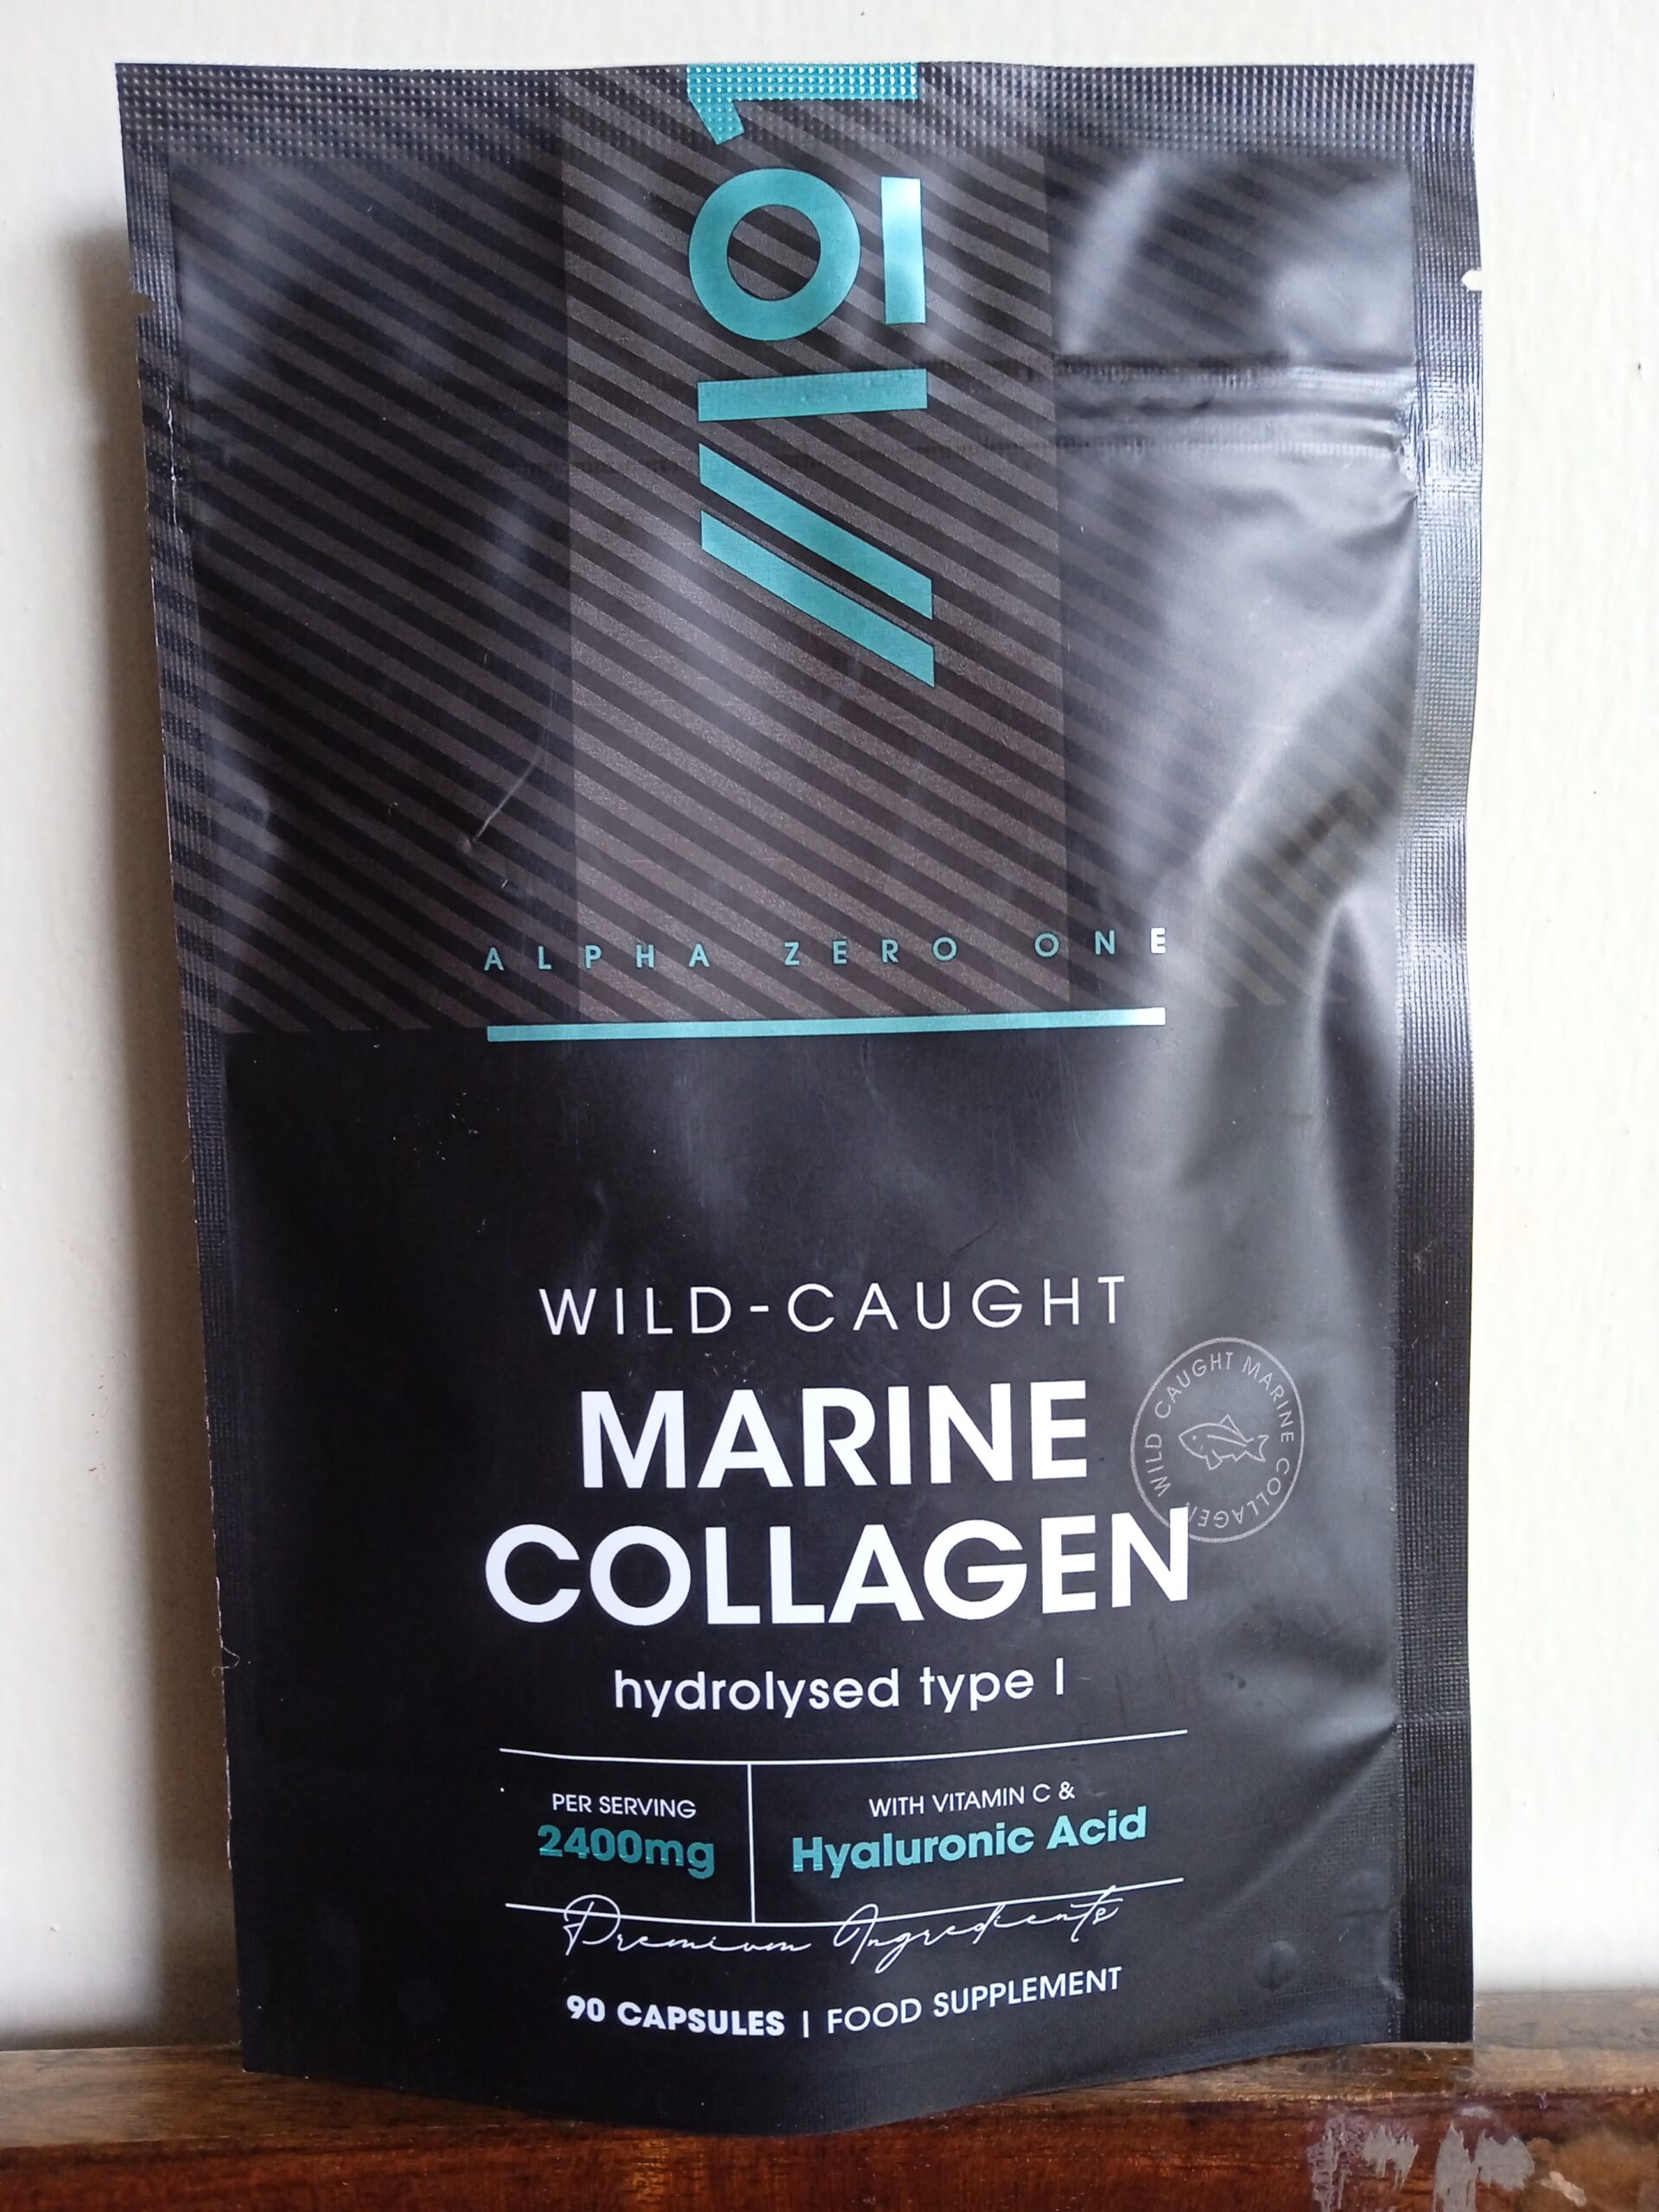 ALPHA ZERO ONE
WILD-CAUGHT
MARINE
COLLAGEN
WILD CAUGHT MARINE COLLAGEN
hydrolysed type I
PER SERVING
2400mg
WITH VITAMIN C &
Hyaluronic Acid
Premium Ingredients
90 CAPSULES | FOOD SUPPLEMENT